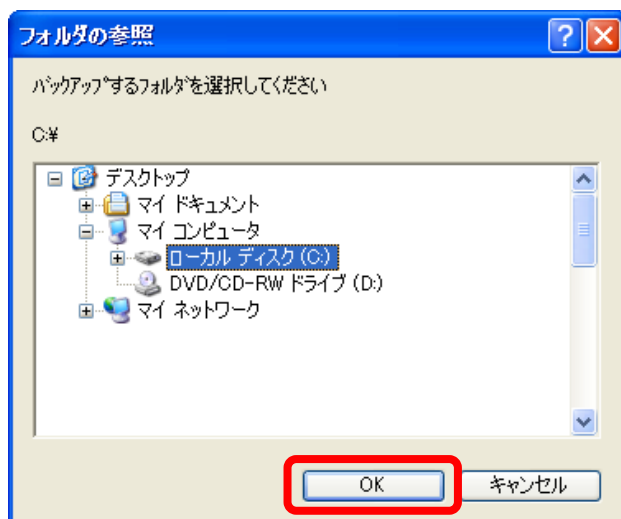 フォルダの参照
バックアップするフォルダを選択してください
C:¥
デスクトップ
マイ ドキュメント
マイ コンピュータ
ローカル ディスク (C:)
DVD/CD-RW ドライブ (D:)
マイ ネットワーク
OK キャンセル